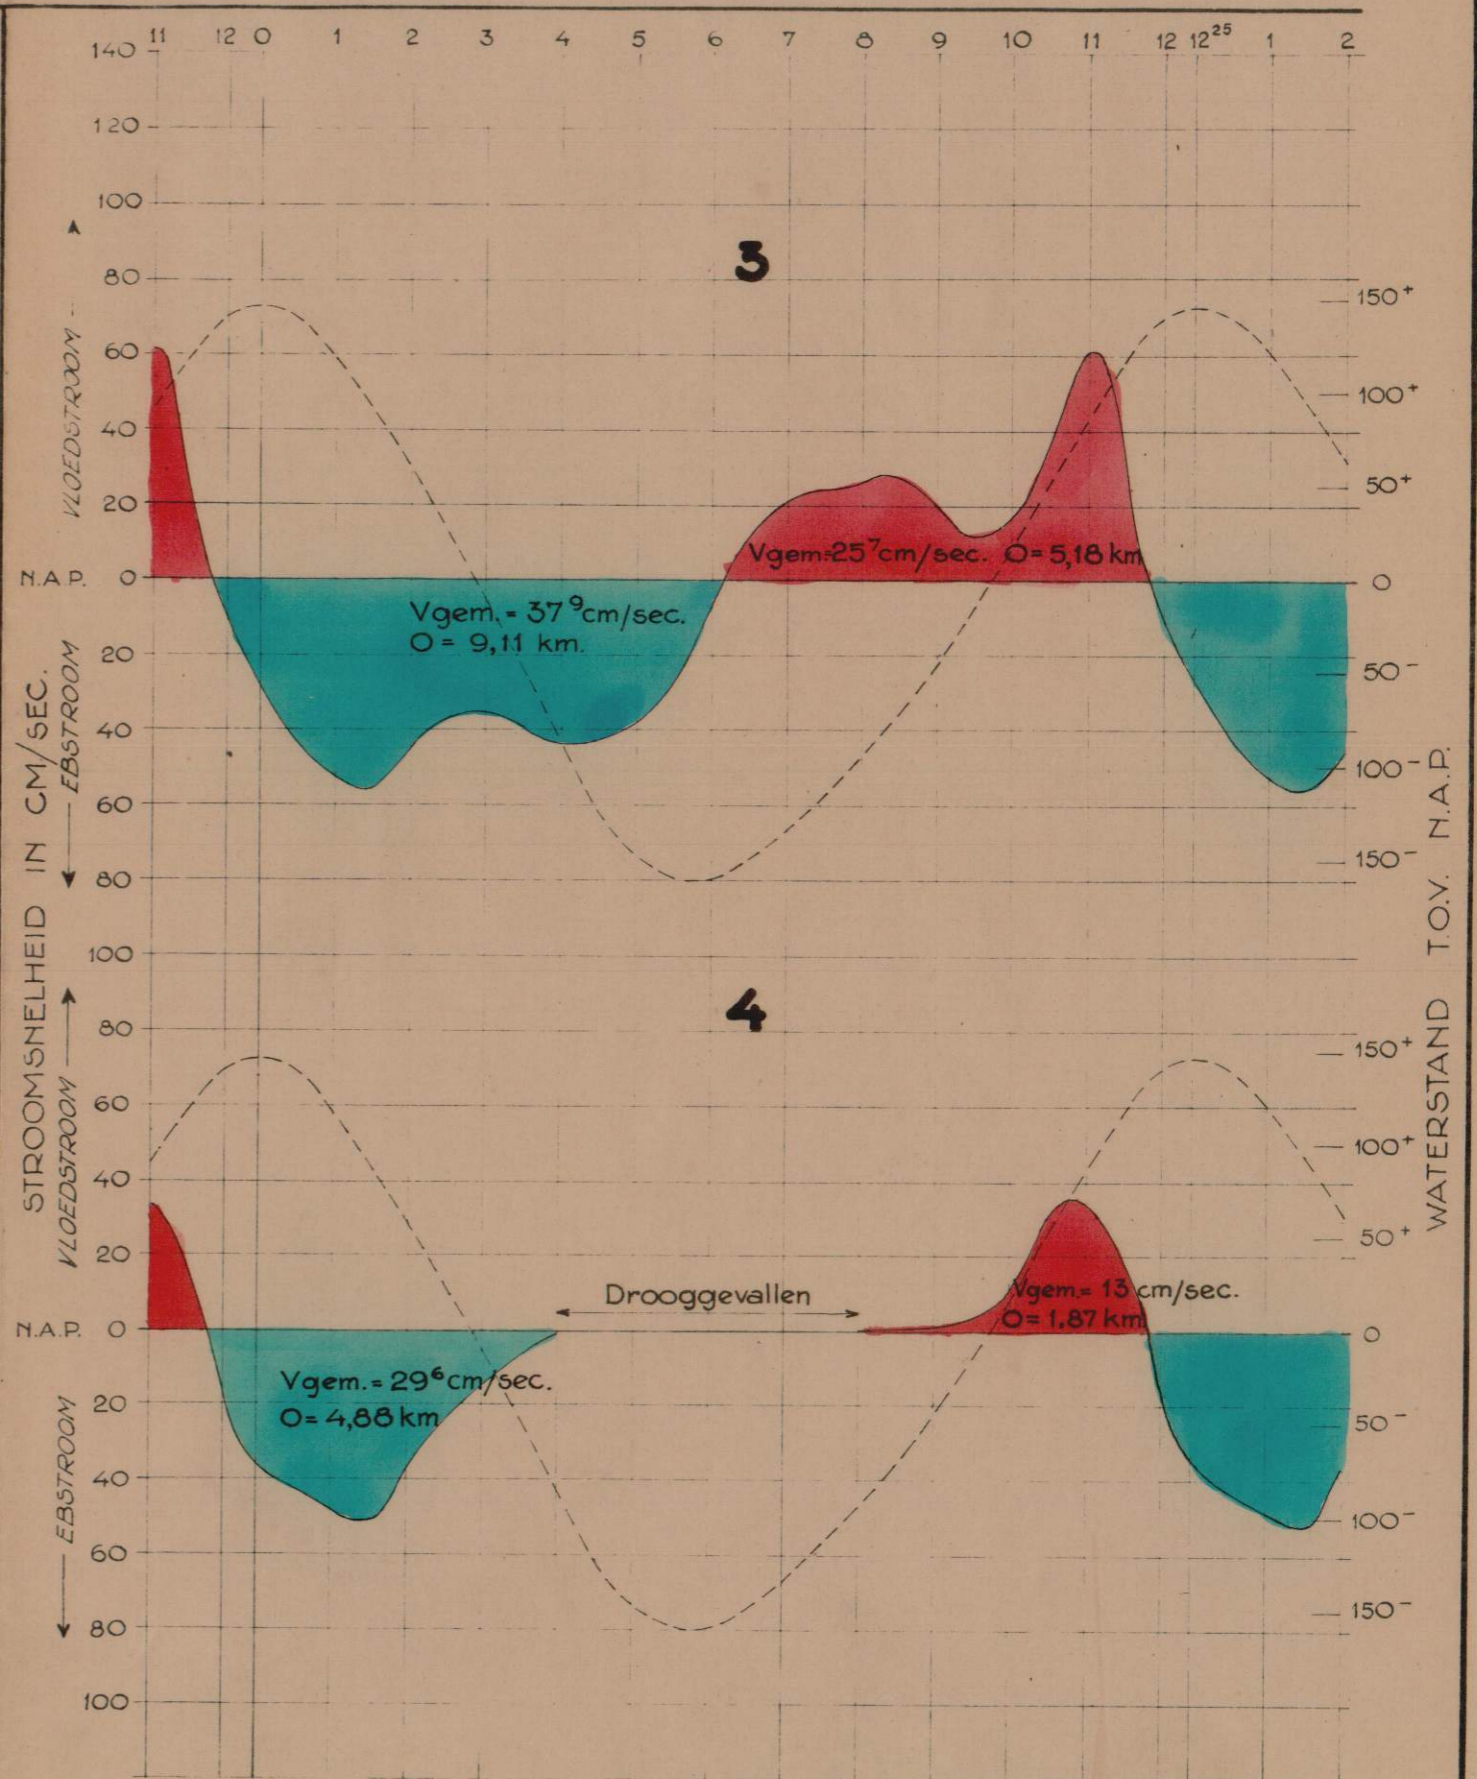 11 12 0 1 2 3 4 5 6 7 8 9 10 11 12 12²⁵ 1 2
140
120
100
80
60
40
20
N.A.P. 0
20
40
60
80
100
3
150⁺
100⁺
50⁺
0
50⁻
100⁻
150⁻
Vgem.= 37⁹cm/sec.
O = 9,11 km.
Vgem.=25⁷cm/sec. O= 5,18 km
VLOEDSTROOM
EBSTROOM
STROOMSNELHEID IN CM/SEC.
WATERSTAND T.O.V. N.A.P.
4
80
60
40
20
N.A.P. 0
20
40
60
80
100
150⁺
100⁺
50⁺
0
50⁻
100⁻
150⁻
VLOEDSTROOM
EBSTROOM
Drooggevallen
Vgem.= 29⁶cm/sec.
O= 4,88 km
Vgem.= 13 cm/sec.
O= 1,87 km